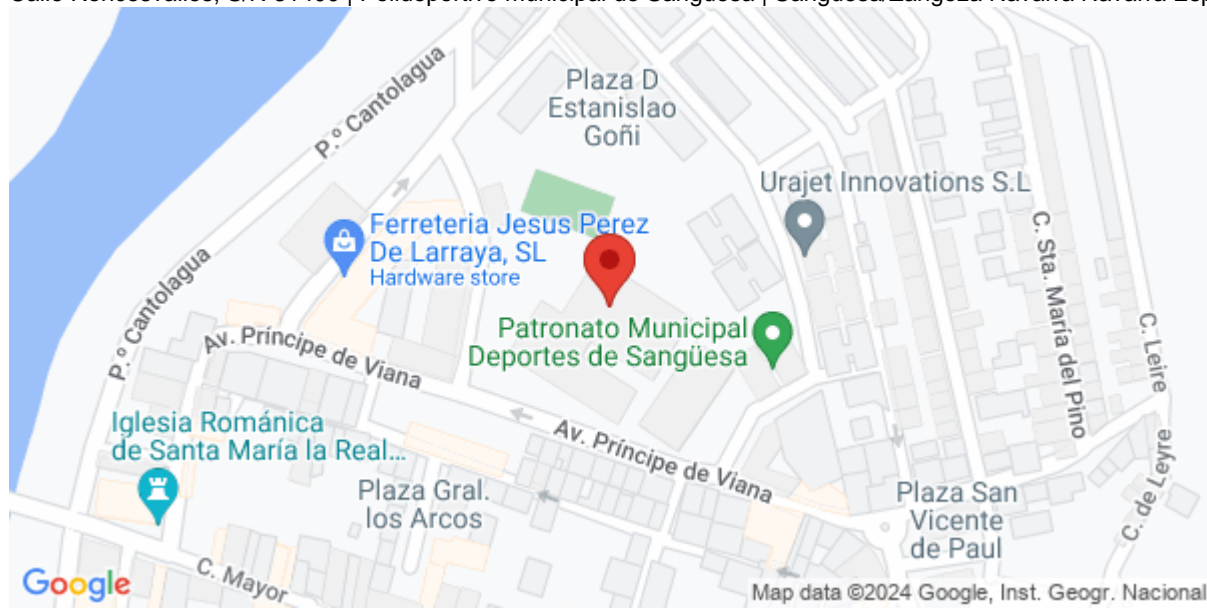 Plaza D
Estanislao
Goñi
P.º Cantolagua
Urajet Innovations S.L
Ferreteria Jesus Perez
De Larraya, SL
Hardware store
C. Sta. María del Pino
P.º Cantolagua
Patronato Municipal
Deportes de Sangüesa
C. Leire
Av. Príncipe de Viana
Iglesia Románica
de Santa María la Real...
Av. Príncipe de Viana
C. de Leyre
Plaza Gral.
los Arcos
Plaza San
Vicente
de Paul
C. Mayor
Google
Map data ©2024 Google, Inst. Geogr. Nacional